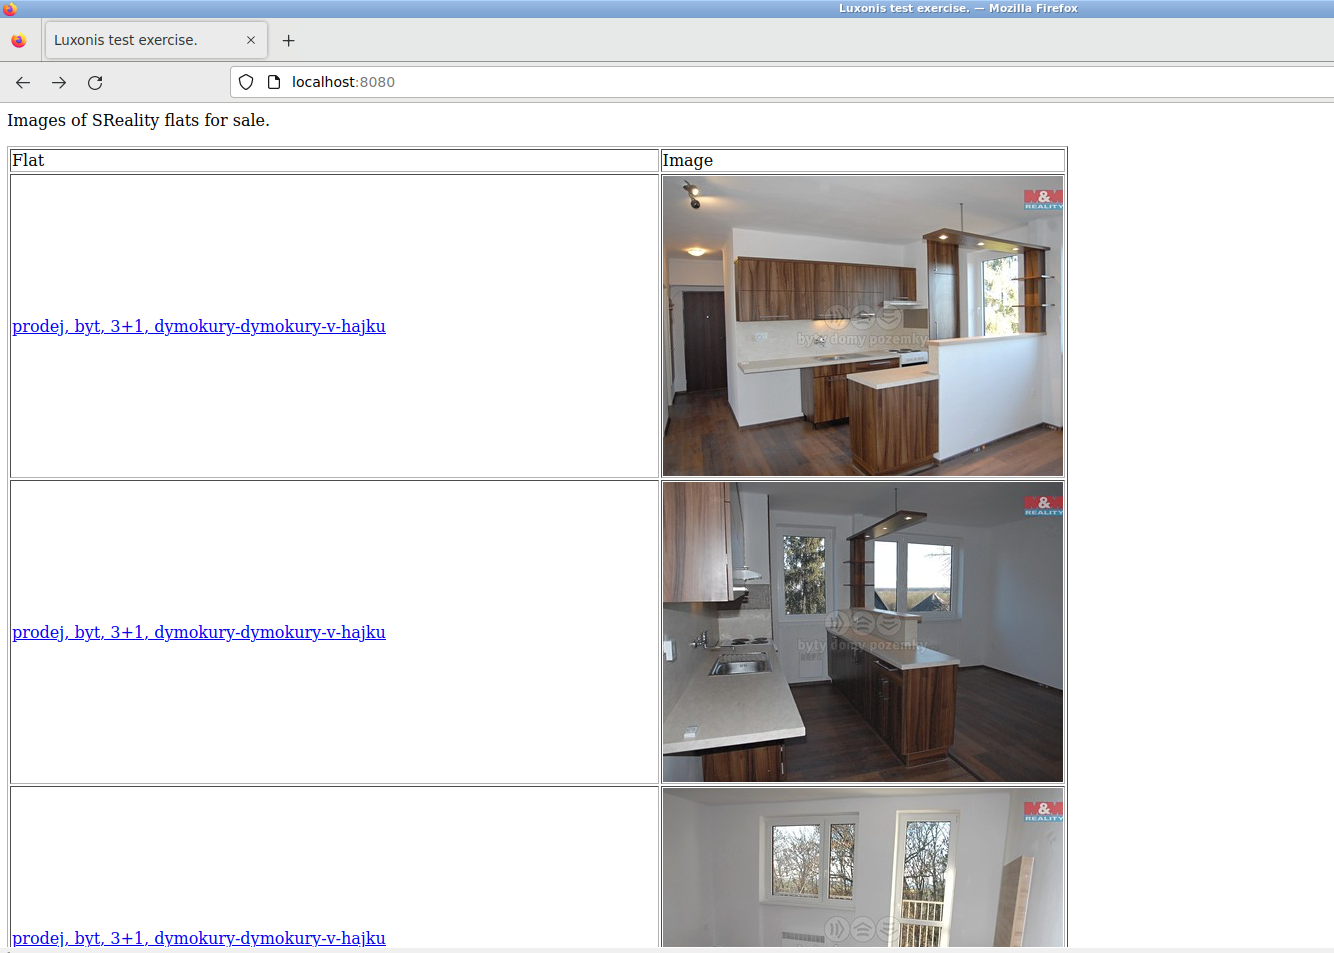 Luxonis test exercise. — Mozilla Firefox
Luxonis test exercise.
localhost:8080
Images of SReality flats for sale.
Flat Image
prodej, byt, 3+1, dymokury-dymokury-v-hajku
M&M
REALITY
byty domy pozemky
prodej, byt, 3+1, dymokury-dymokury-v-hajku
M&M
REALITY
byty domy pozemky
prodej, byt, 3+1, dymokury-dymokury-v-hajku
M&M
REALITY